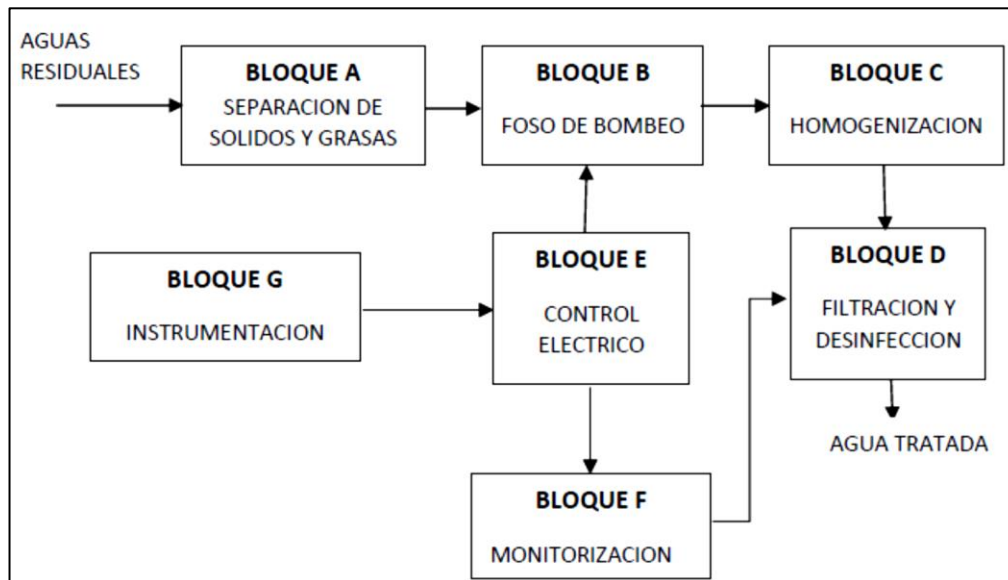 AGUAS
RESIDUALES
BLOQUE A
SEPARACION DE
SOLIDOS Y GRASAS
BLOQUE B
FOSO DE BOMBEO
BLOQUE C
HOMOGENIZACION
BLOQUE G
INSTRUMENTACION
BLOQUE E
CONTROL
ELECTRICO
BLOQUE D
FILTRACION Y
DESINFECCION
AGUA TRATADA
BLOQUE F
MONITORIZACION